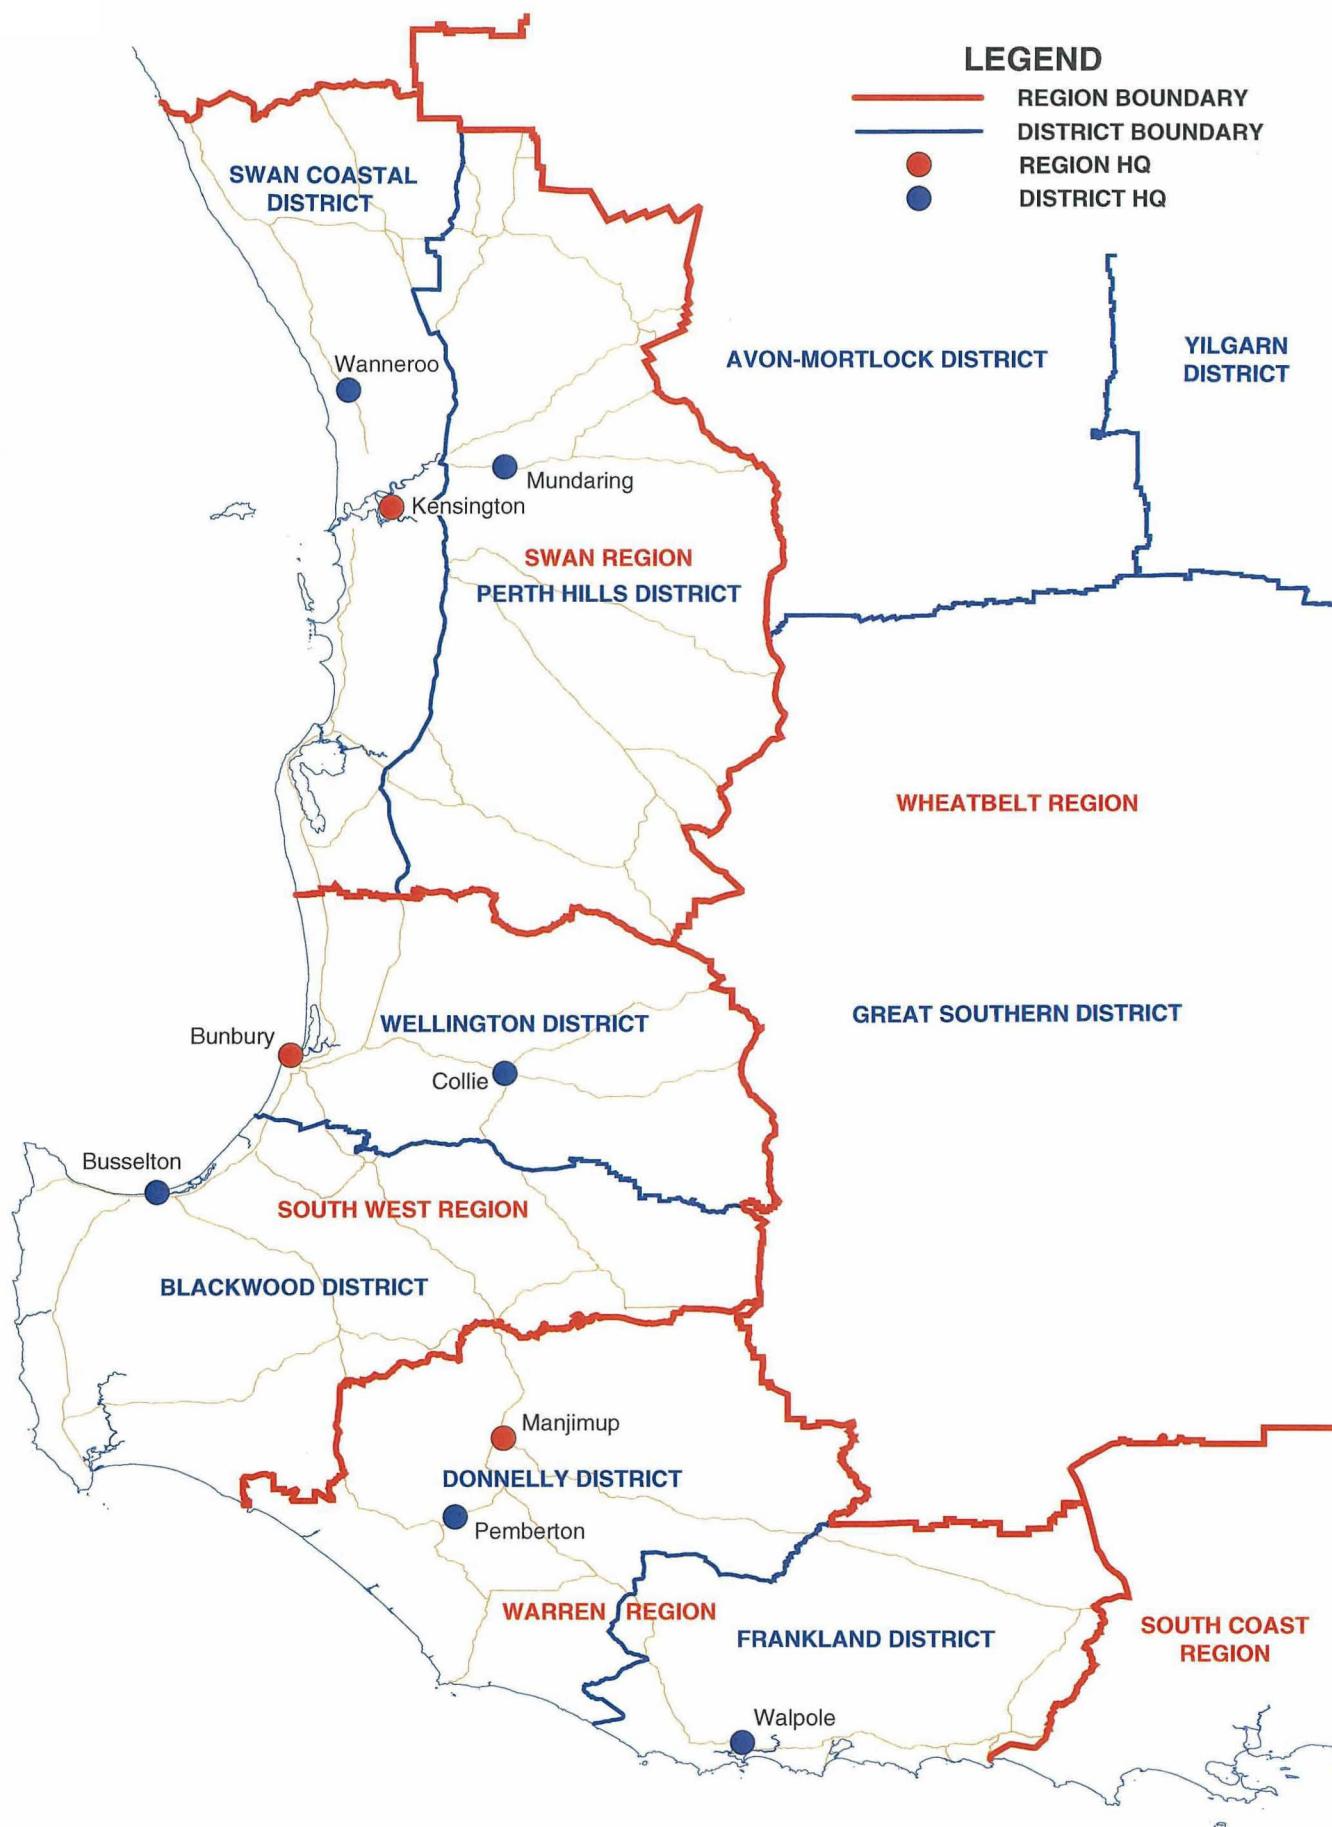 LEGEND
REGION BOUNDARY
DISTRICT BOUNDARY
REGION HQ
DISTRICT HQ
SWAN COASTAL
DISTRICT
AVON-MORTLOCK DISTRICT
YILGARN
DISTRICT
Wanneroo
Mundaring
Kensington
SWAN REGION
PERTH HILLS DISTRICT
WHEATBELT REGION
GREAT SOUTHERN DISTRICT
WELLINGTON DISTRICT
Bunbury
Collie
Busselton
SOUTH WEST REGION
BLACKWOOD DISTRICT
Manjimup
DONNELLY DISTRICT
Pemberton
WARREN REGION
FRANKLAND DISTRICT
SOUTH COAST
REGION
Walpole